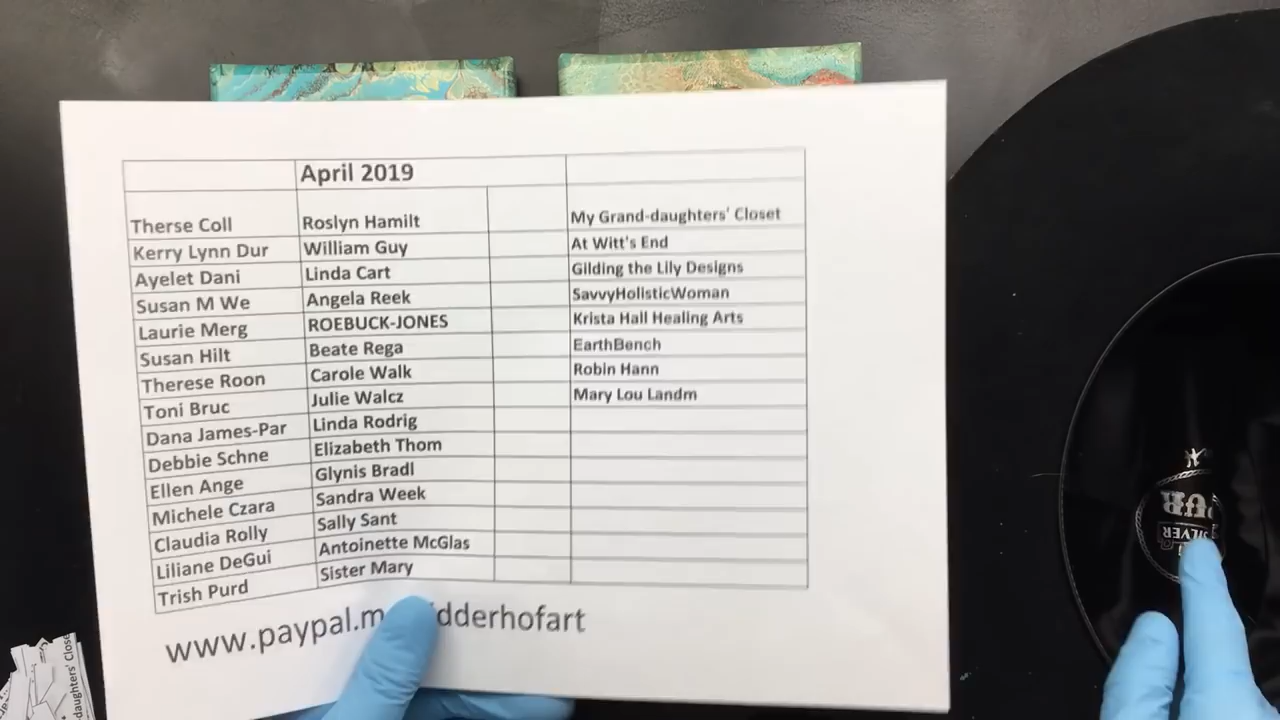 April 2019
Therse Coll Roslyn Hamilt My Grand-daughters' Closet
Kerry Lynn Dur William Guy At Witt's End
Ayelet Dani Linda Cart Gilding the Lily Designs
Susan M We Angela Reek SavvyHolisticWoman
Laurie Merg ROEBUCK-JONES Krista Hall Healing Arts
Susan Hilt Beate Rega EarthBench
Therese Roon Carole Walk Robin Hann
Toni Bruc Julie Walcz Mary Lou Landm
Dana James-Par Linda Rodrig
Debbie Schne Elizabeth Thom
Ellen Ange Glynis Bradl
Michele Czara Sandra Week
Claudia Rolly Sally Sant
Liliane DeGui Antoinette McGlas
Trish Purd Sister Mary
www.paypal.m dderhofart
daughters' Close
SILVER